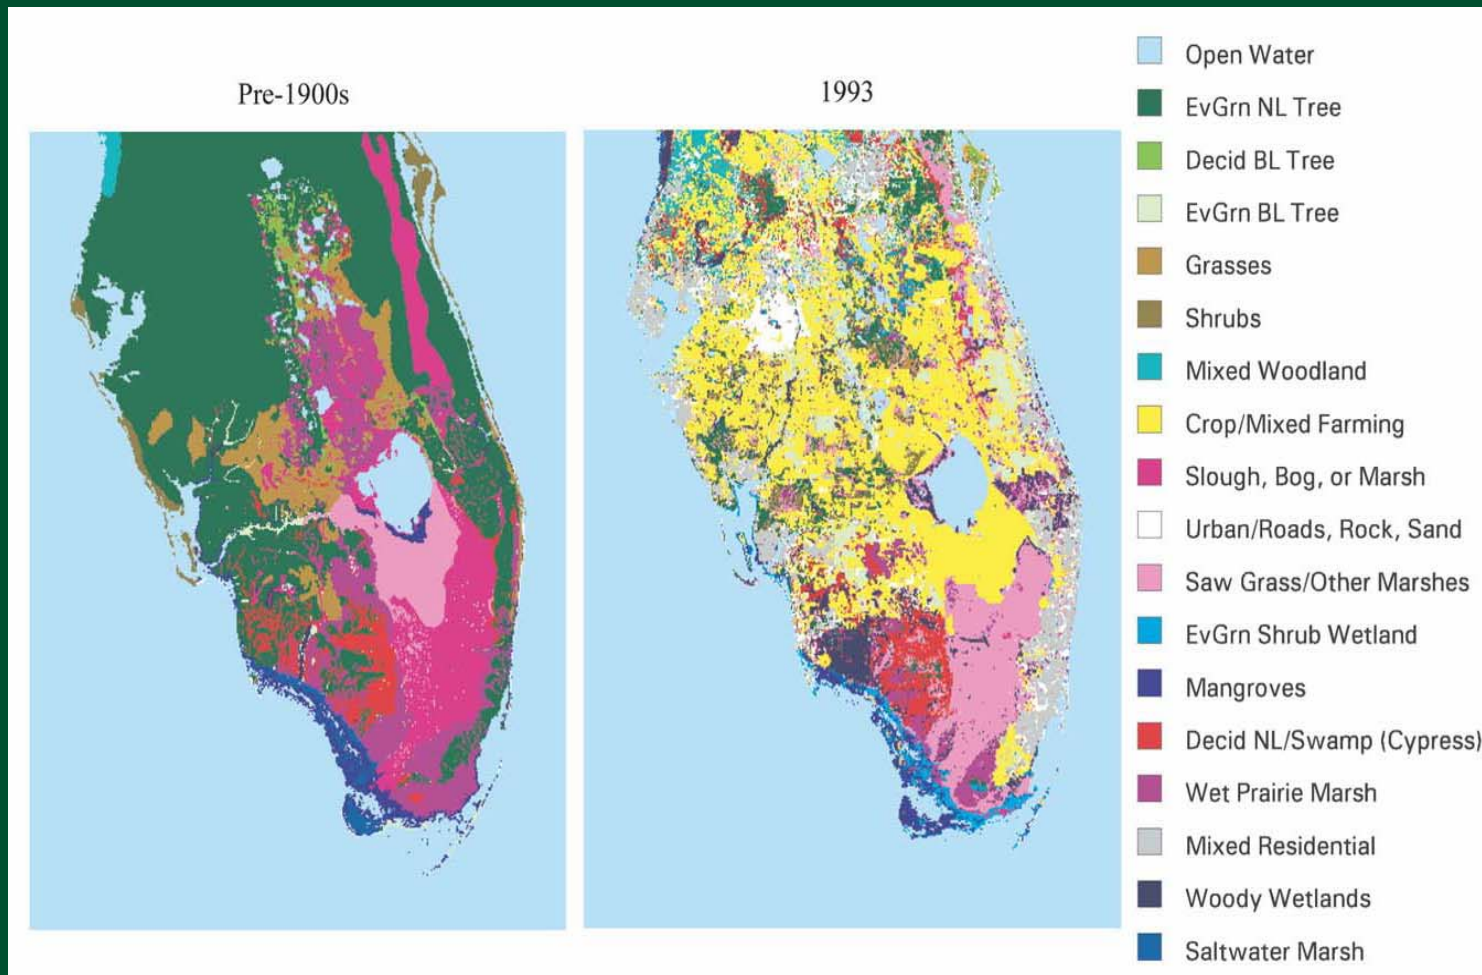 Pre-1900s
1993
Open Water
EvGrn NL Tree
Decid BL Tree
EvGrn BL Tree
Grasses
Shrubs
Mixed Woodland
Crop/Mixed Farming
Slough, Bog, or Marsh
Urban/Roads, Rock, Sand
Saw Grass/Other Marshes
EvGrn Shrub Wetland
Mangroves
Decid NL/Swamp (Cypress)
Wet Prairie Marsh
Mixed Residential
Woody Wetlands
Saltwater Marsh